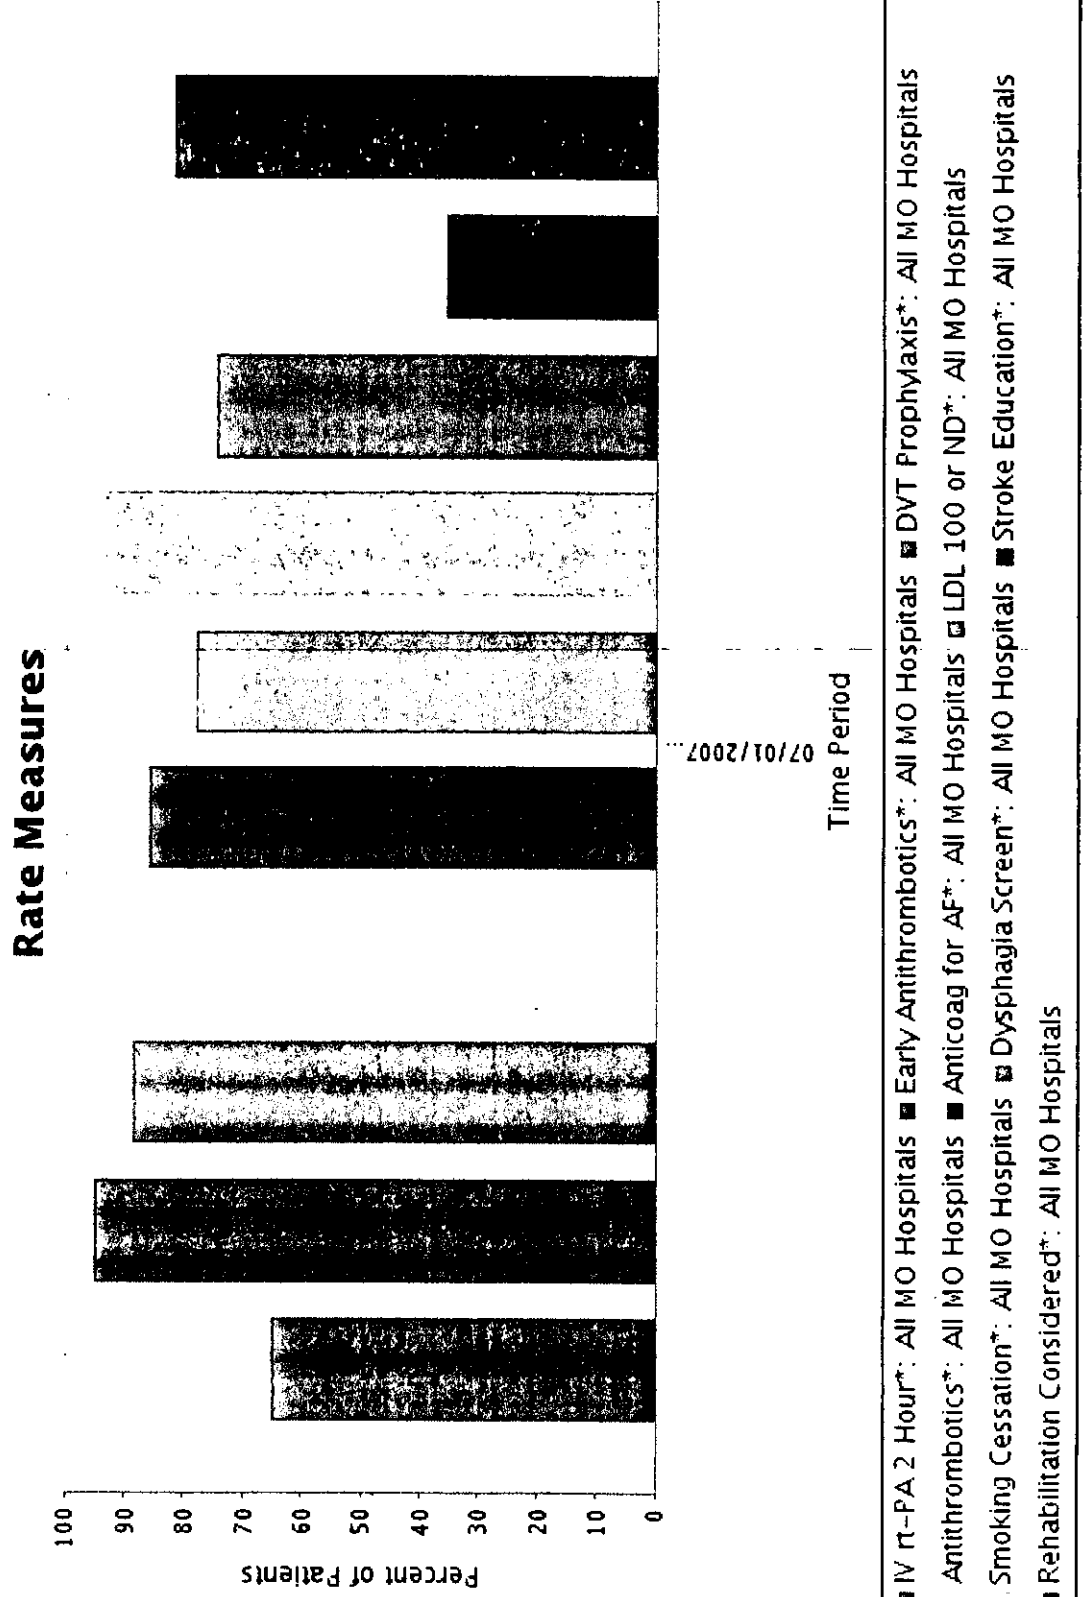 Rate Measures
100
90
80
70
60
50
40
30
20
10
0
Percent of Patients
07/01/2007...
Time Period
IV rt-PA 2 Hour*: All MO Hospitals Early Antithrombotics*: All MO Hospitals DVT Prophylaxis*: All MO Hospitals
Antithrombotics*: All MO Hospitals Anticoag for AF*: All MO Hospitals LDL 100 or ND*: All MO Hospitals
Smoking Cessation*: All MO Hospitals Dysphagia Screen*: All MO Hospitals Stroke Education*: All MO Hospitals
Rehabilitation Considered*: All MO Hospitals